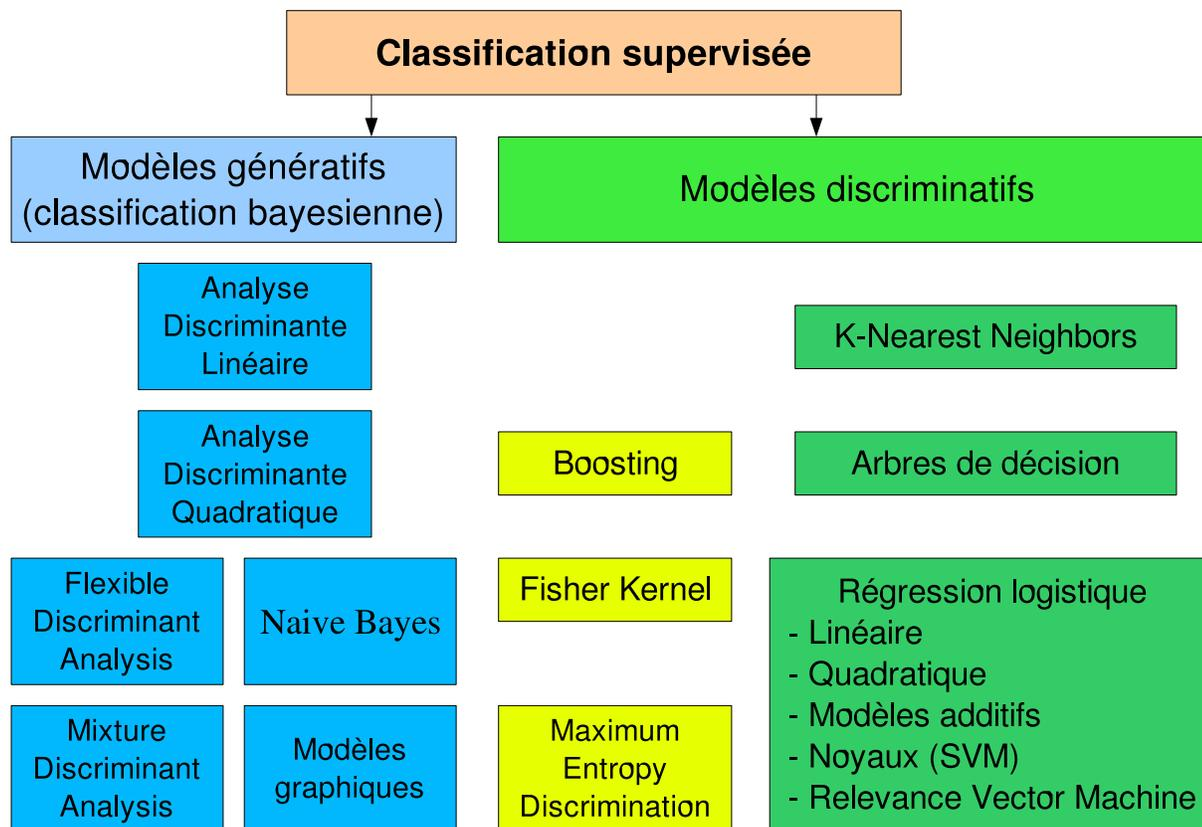 Classification supervisée
Modèles génératifs
(classification bayesienne)
Modèles discriminatifs
Analyse
Discriminante
Linéaire
K-Nearest Neighbors
Analyse
Discriminante
Quadratique
Boosting
Arbres de décision
Flexible
Discriminant
Analysis
Naive Bayes
Fisher Kernel
Régression logistique
- Linéaire
- Quadratique
- Modèles additifs
- Noyaux (SVM)
- Relevance Vector Machine
Mixture
Discriminant
Analysis
Modèles
graphiques
Maximum
Entropy
Discrimination